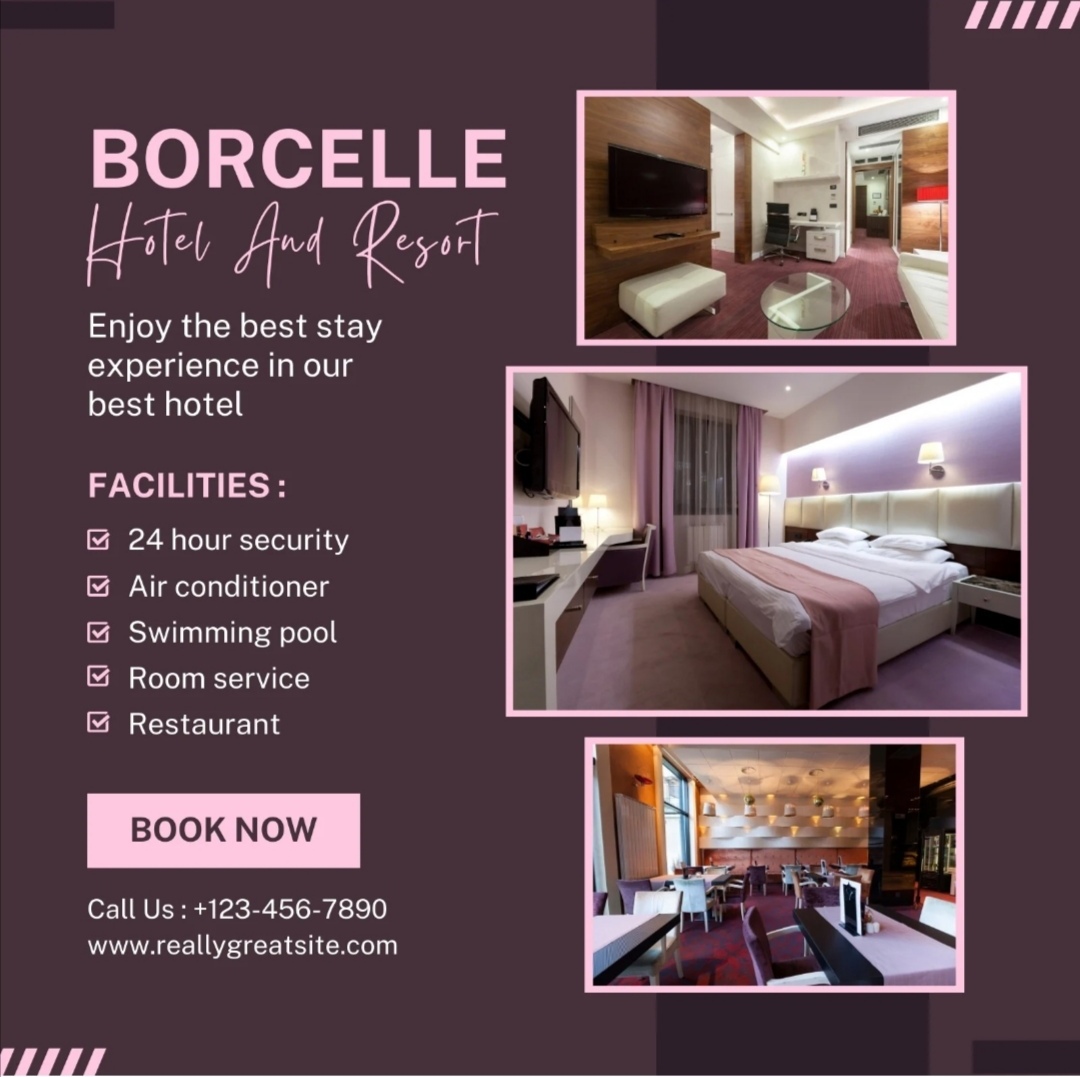 BORCELLE
Hotel And Resort
Enjoy the best stay
experience in our
best hotel
FACILITIES :
24 hour security
Air conditioner
Swimming pool
Room service
Restaurant
BOOK NOW
Call Us : +123-456-7890
www.reallygreatsite.com